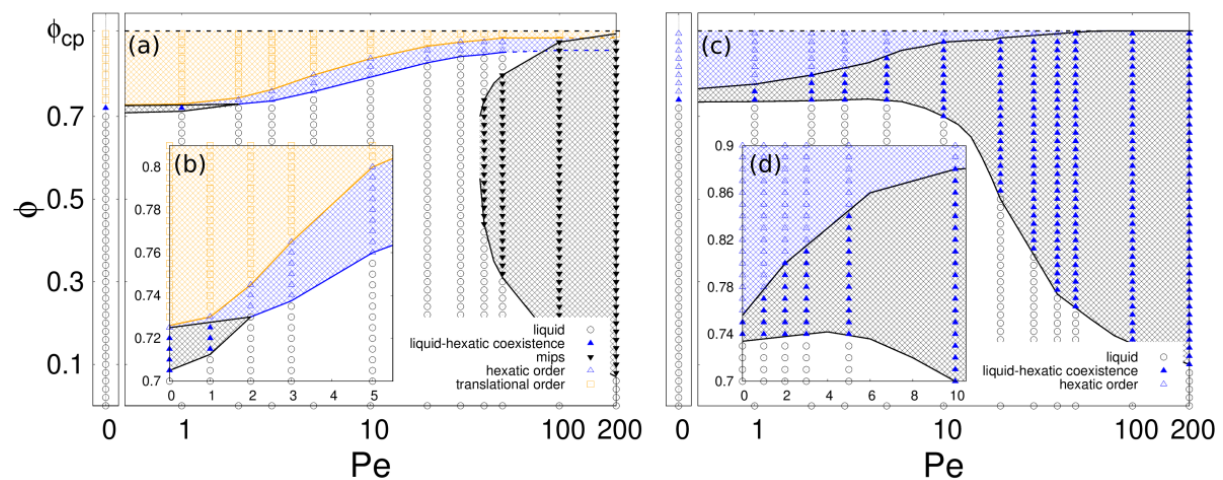 ϕcp
0.7
ϕ
0.5
0.3
0.1
(a)
(b)
0.8
0.78
0.76
0.74
0.72
0.7
0 1 2 3 4 5
liquid
liquid-hexatic coexistence
mips
hexatic order
translational order
0 1 10 100 200
Pe
(c)
(d)
0.9
0.86
0.82
0.78
0.74
0.7
0 2 4 6 8 10
liquid
liquid-hexatic coexistence
hexatic order
0 1 10 100 200
Pe